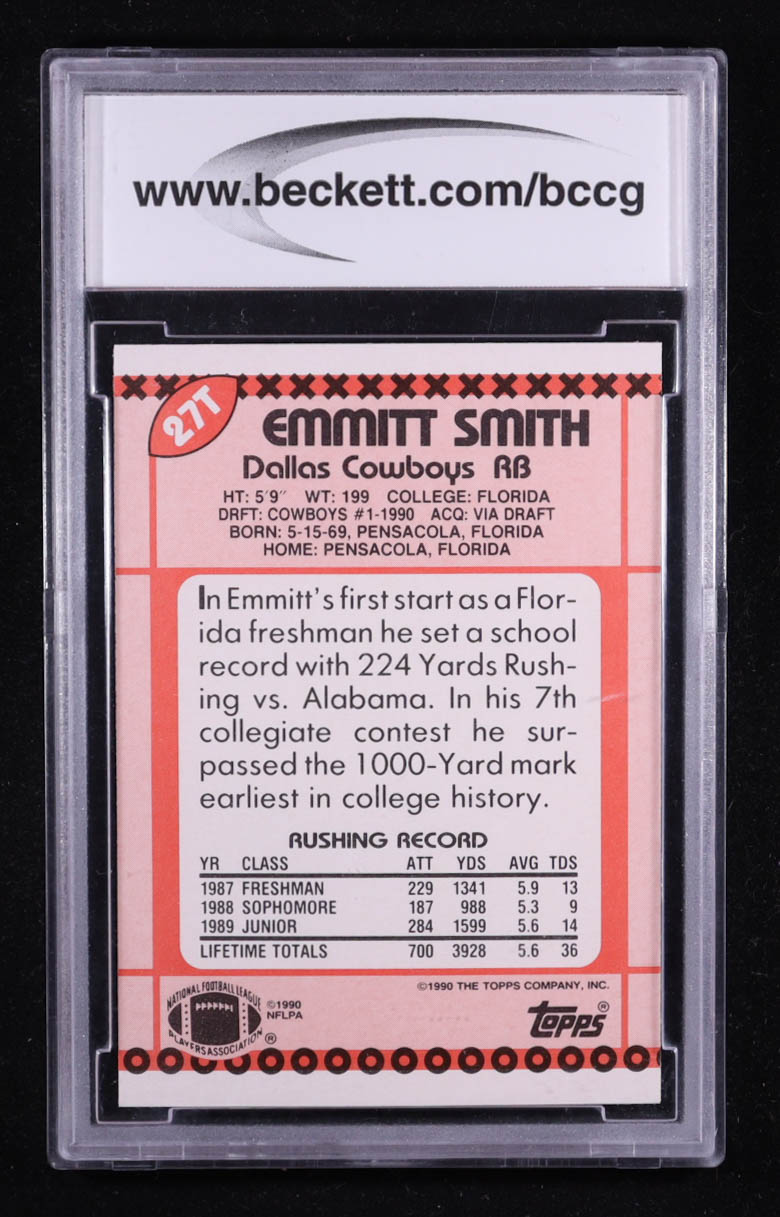 www.beckett.com/bccg
27T
EMMITT SMITH
Dallas Cowboys RB
HT: 5'9" WT: 199 COLLEGE: FLORIDA
DRFT: COWBOYS #1-1990 ACQ: VIA DRAFT
BORN: 5-15-69, PENSACOLA, FLORIDA
HOME: PENSACOLA, FLORIDA
In Emmitt's first start as a Flor-
ida freshman he set a school
record with 224 Yards Rush-
ing vs. Alabama. In his 7th
collegiate contest he sur-
passed the 1000-Yard mark
earliest in college history.
RUSHING RECORD
YR CLASS ATT YDS AVG TDS
1987 FRESHMAN 229 1341 5.9 13
1988 SOPHOMORE 187 988 5.3 9
1989 JUNIOR 284 1599 5.6 14
LIFETIME TOTALS 700 3928 5.6 36
©1990 THE TOPPS COMPANY, INC.
NATIONAL FOOTBALL LEAGUE
PLAYERS
PLAYERS ASSOCIATION ®
©1990
NFLPA
Topps®